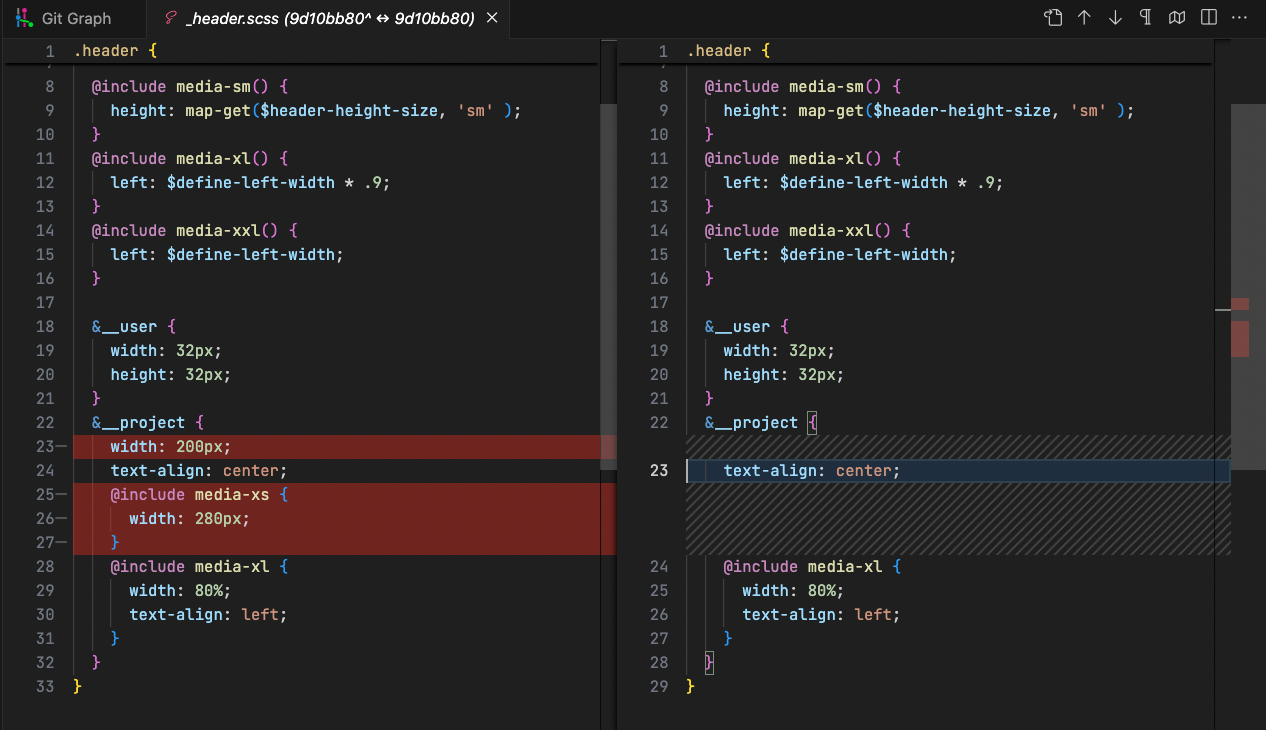 Git Graph
_header.scss (9d10bb80^ ↔ 9d10bb80)
1 .header {
8 @include media-sm() {
9 height: map-get($header-height-size, 'sm' );
10 }
11 @include media-xl() {
12 left: $define-left-width * .9;
13 }
14 @include media-xxl() {
15 left: $define-left-width;
16 }
17
18 &__user {
19 width: 32px;
20 height: 32px;
21 }
22 &__project {
23— width: 200px;
24 text-align: center;
25— @include media-xs {
26— width: 280px;
27— }
28 @include media-xl {
29 width: 80%;
30 text-align: left;
31 }
32 }
33 }
1 .header {
8 @include media-sm() {
9 height: map-get($header-height-size, 'sm' );
10 }
11 @include media-xl() {
12 left: $define-left-width * .9;
13 }
14 @include media-xxl() {
15 left: $define-left-width;
16 }
17
18 &__user {
19 width: 32px;
20 height: 32px;
21 }
22 &__project {
23 text-align: center;
24 @include media-xl {
25 width: 80%;
26 text-align: left;
27 }
28 }
29 }